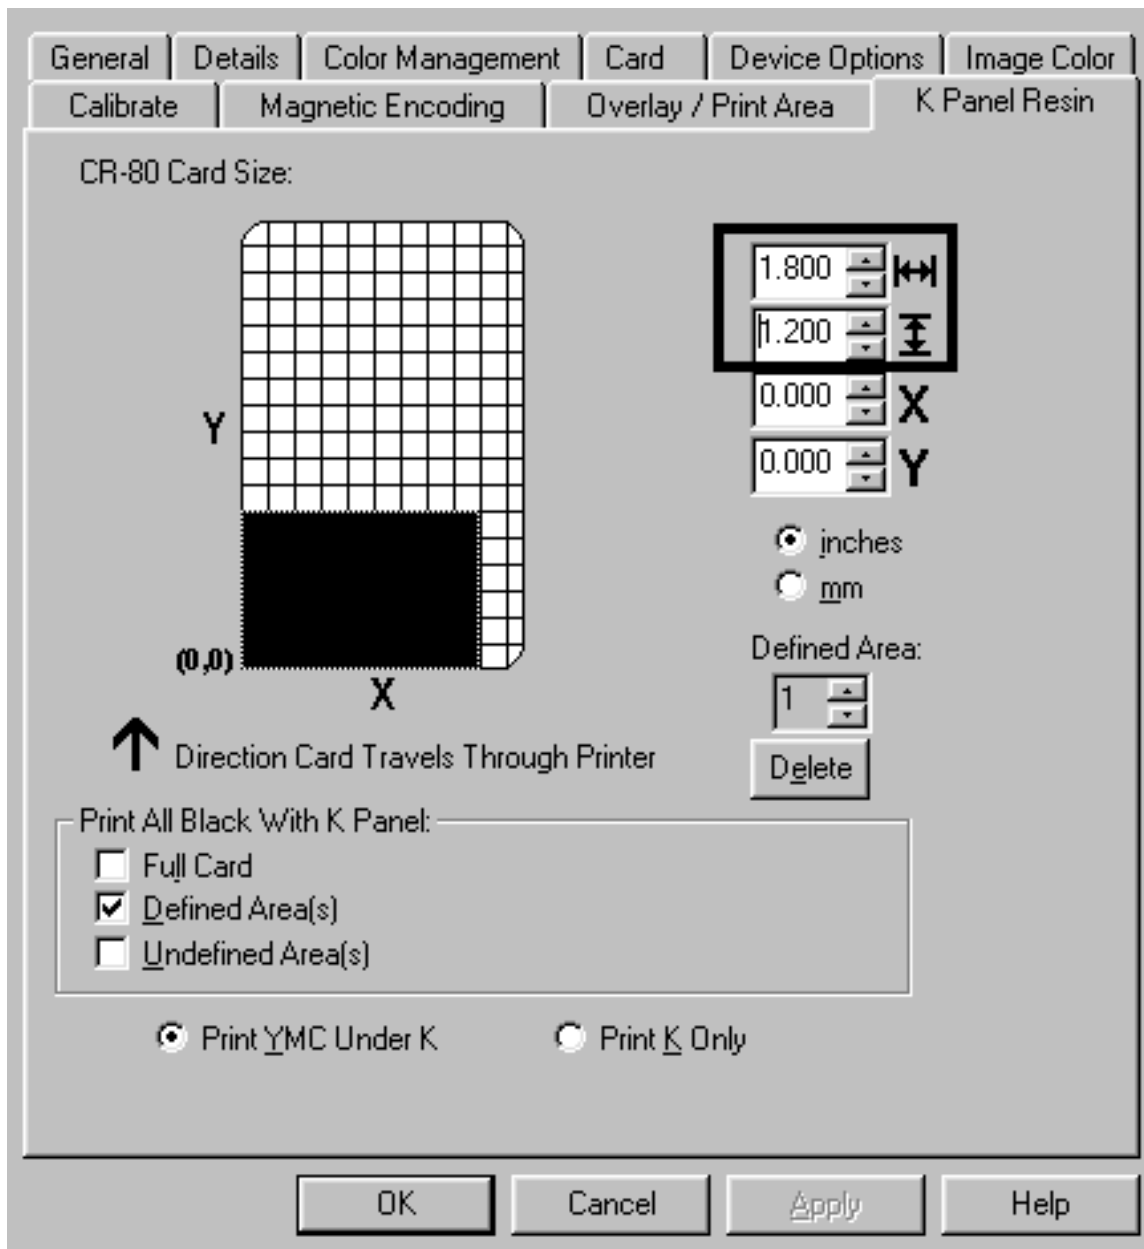 General Details Color Management Card Device Options Image Color
Calibrate Magnetic Encoding Overlay / Print Area K Panel Resin
CR-80 Card Size:
1.800
1.200
0.000 X
Y
0.000 Y
inches
mm
(0,0)
Defined Area:
X
1
Direction Card Travels Through Printer
Delete
Print All Black With K Panel:
Full Card
Defined Area(s)
Undefined Area(s)
Print YMC Under K Print K Only
OK Cancel Apply Help